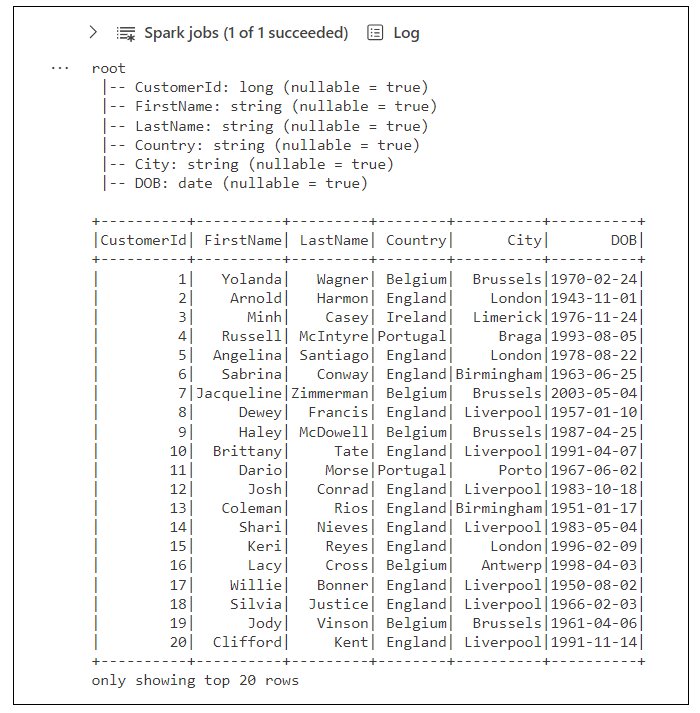 Spark jobs (1 of 1 succeeded) Log
... root
 |-- CustomerId: long (nullable = true)
 |-- FirstName: string (nullable = true)
 |-- LastName: string (nullable = true)
 |-- Country: string (nullable = true)
 |-- City: string (nullable = true)
 |-- DOB: date (nullable = true)
+----------+----------+---------+--------+----------+----------+
|CustomerId| FirstName| LastName| Country|      City|       DOB|
+----------+----------+---------+--------+----------+----------+
|         1|   Yolanda|   Wagner| Belgium|  Brussels|1970-02-24|
|         2|    Arnold|   Harmon| England|    London|1943-11-01|
|         3|      Minh|    Casey| Ireland|  Limerick|1976-11-24|
|         4|   Russell| McIntyre|Portugal|     Braga|1993-08-05|
|         5|  Angelina| Santiago| England|    London|1978-08-22|
|         6|   Sabrina|   Conway| England|Birmingham|1963-06-25|
|         7|Jacqueline|Zimmerman| Belgium|  Brussels|2003-05-04|
|         8|     Dewey|  Francis| England| Liverpool|1957-01-10|
|         9|     Haley| McDowell| Belgium|  Brussels|1987-04-25|
|        10|  Brittany|     Tate| England| Liverpool|1991-04-07|
|        11|     Dario|    Morse|Portugal|     Porto|1967-06-02|
|        12|      Josh|   Conrad| England| Liverpool|1983-10-18|
|        13|   Coleman|     Rios| England|Birmingham|1951-01-17|
|        14|     Shari|   Nieves| England| Liverpool|1983-05-04|
|        15|      Keri|    Reyes| England|    London|1996-02-09|
|        16|      Lacy|    Cross| Belgium|   Antwerp|1998-04-03|
|        17|    Willie|   Bonner| England| Liverpool|1950-08-02|
|        18|    Silvia|  Justice| England| Liverpool|1966-02-03|
|        19|      Jody|   Vinson| Belgium|  Brussels|1961-04-06|
|        20|  Clifford|     Kent| England| Liverpool|1991-11-14|
+----------+----------+---------+--------+----------+----------+
only showing top 20 rows